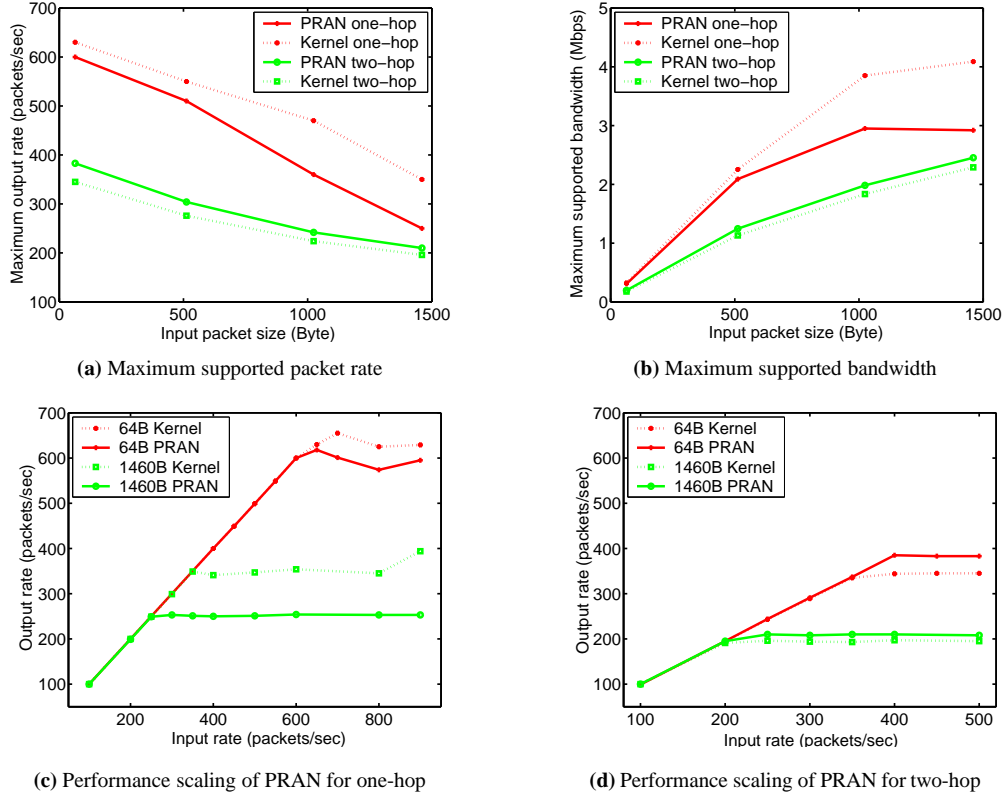 700
600
500
400
300
200
100
0
500
1000
1500
Maximum output rate (packets/sec)
Input packet size (Byte)
PRAN one−hop
Kernel one−hop
PRAN two−hop
Kernel two−hop
(a) Maximum supported packet rate
5
4
3
2
1
0
0
500
1000
1500
Maximum supported bandwidth (Mbps)
Input packet size (Byte)
PRAN one−hop
Kernel one−hop
PRAN two−hop
Kernel two−hop
(b) Maximum supported bandwidth
700
600
500
400
300
200
100
200
400
600
800
Output rate (packets/sec)
Input rate (packets/sec)
64B Kernel
64B PRAN
1460B Kernel
1460B PRAN
(c) Performance scaling of PRAN for one-hop
700
600
500
400
300
200
100
100
200
300
400
500
Output rate (packets/sec)
Input rate (packets/sec)
64B Kernel
64B PRAN
1460B Kernel
1460B PRAN
(d) Performance scaling of PRAN for two-hop